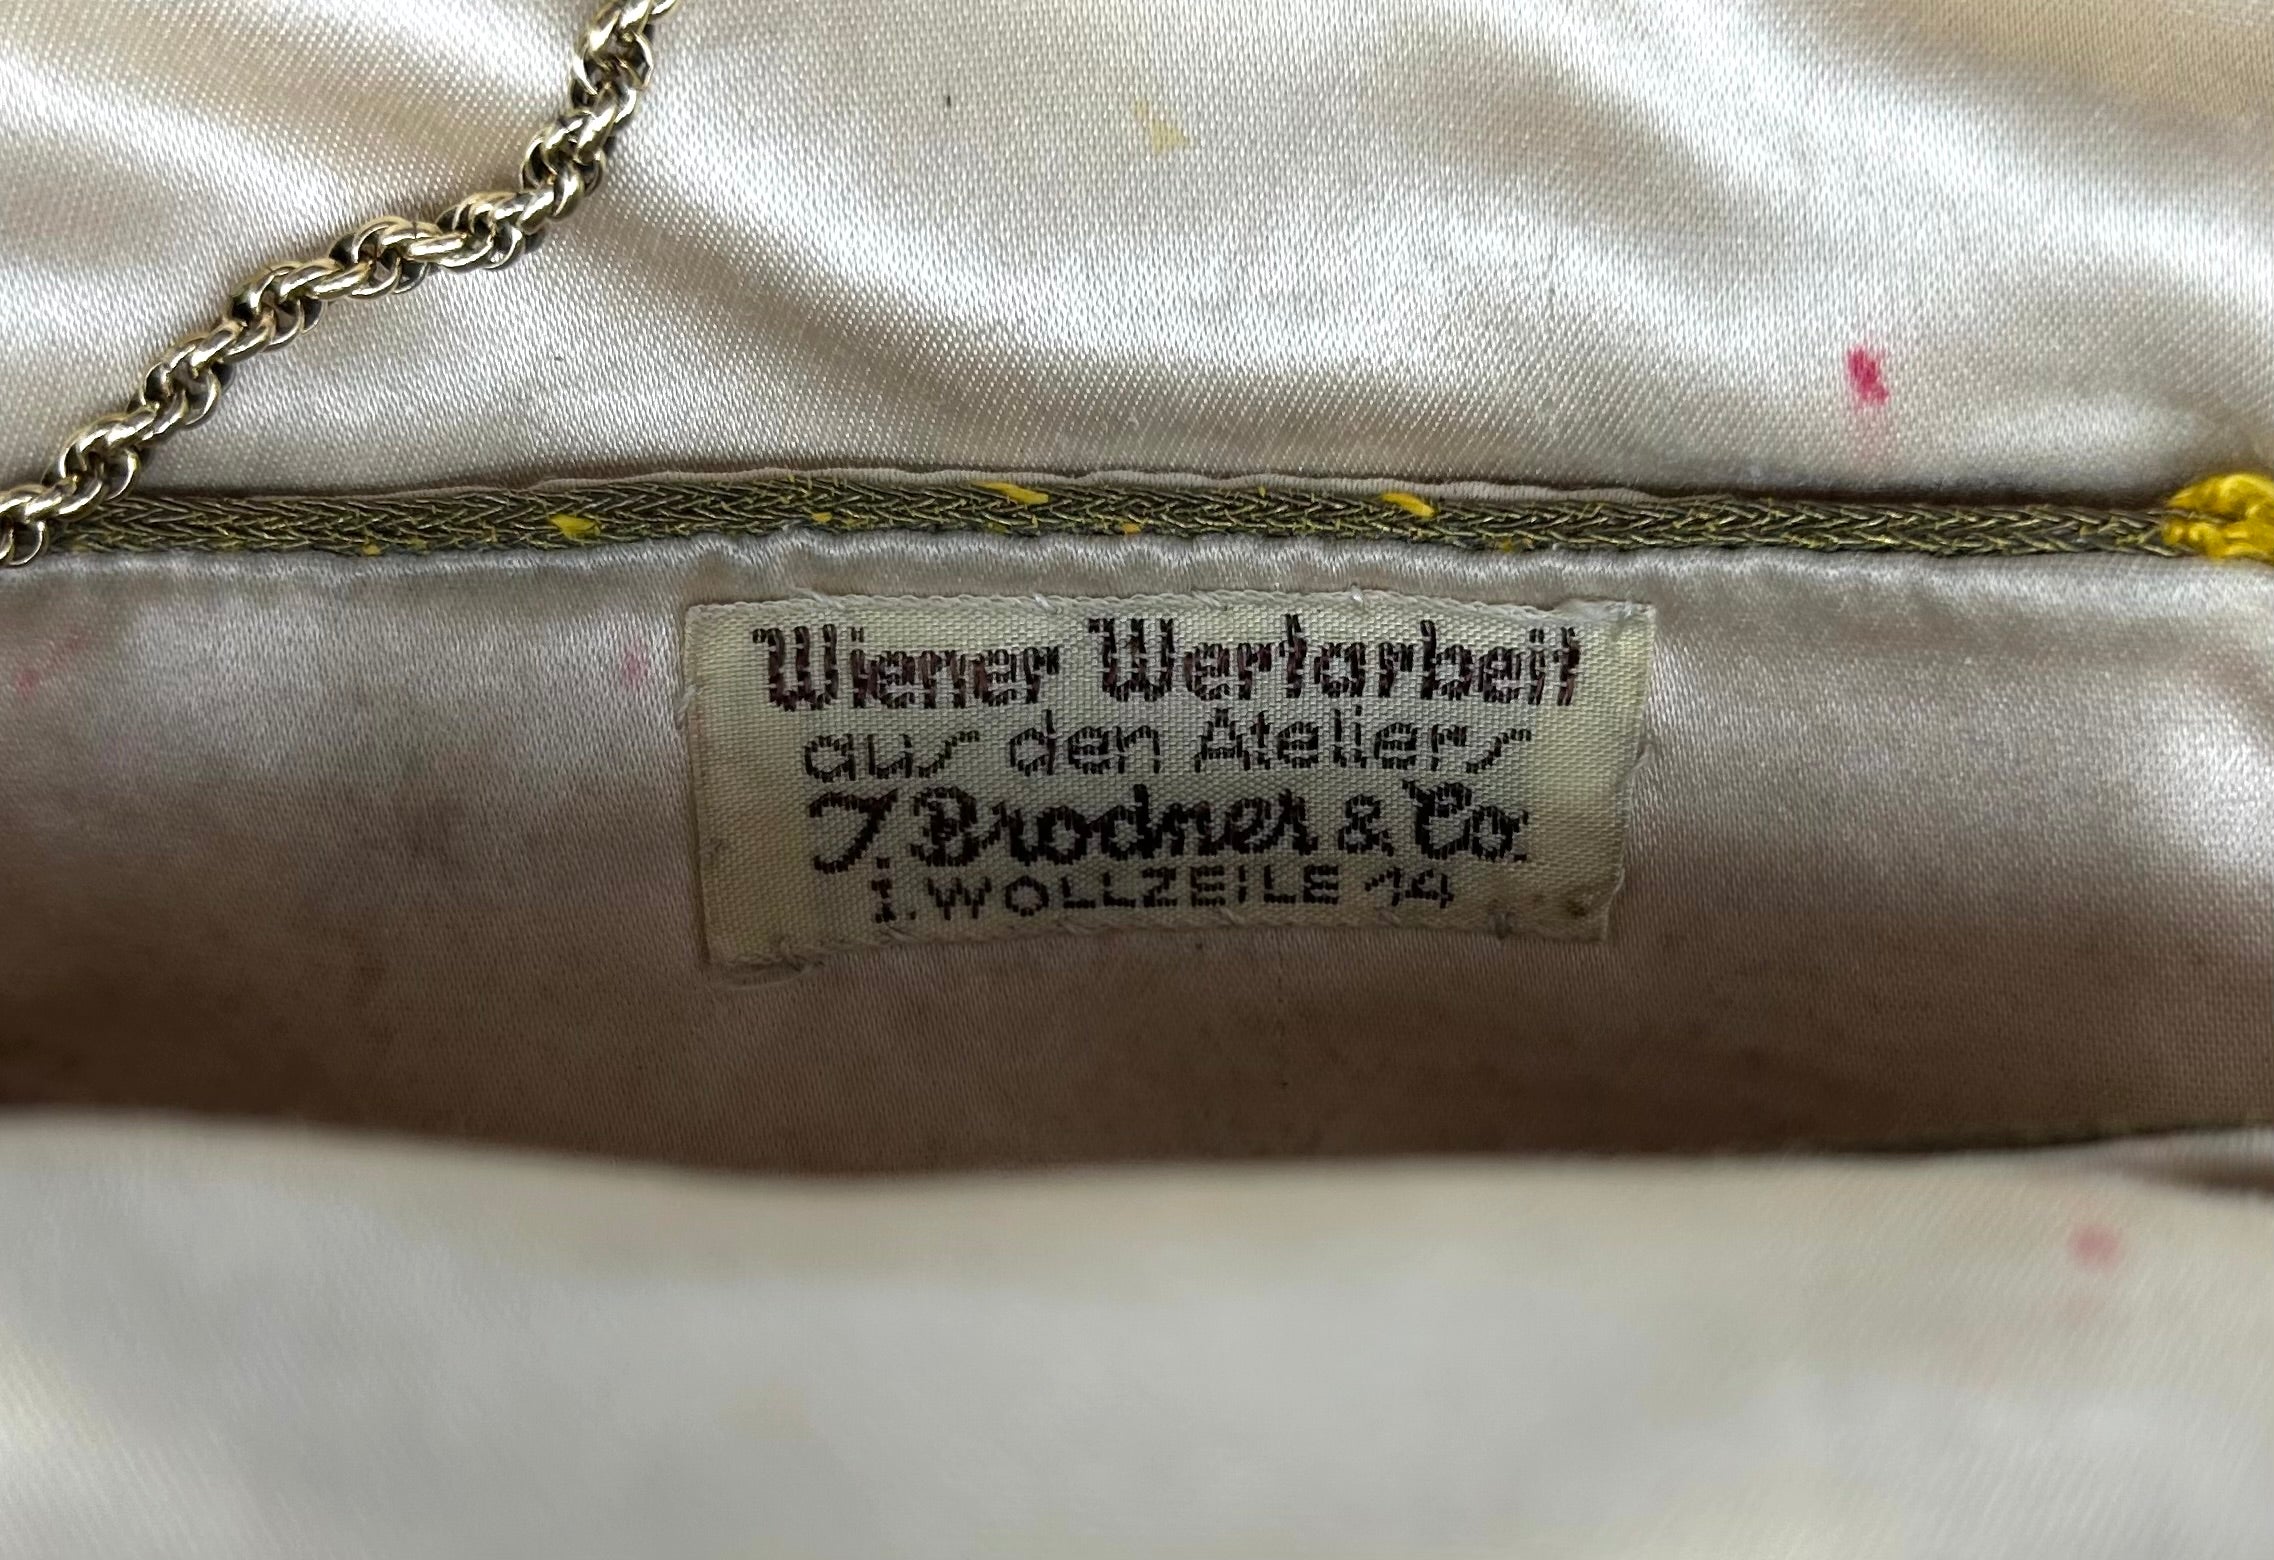 Wiener Wertarbeit
aus den Ateliers
J. Brodner & Co.
I. WOLLZEILE 14